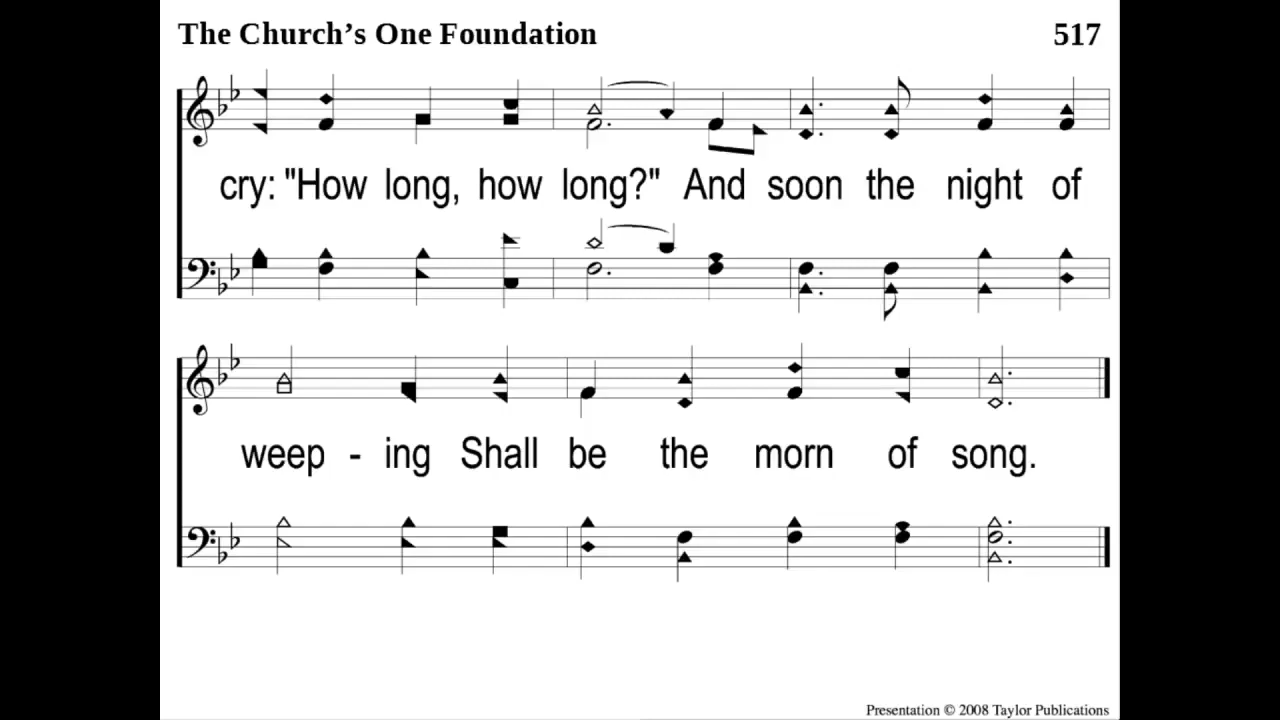 The Church’s One Foundation 517
cry: "How long, how long?" And soon the night of
weep - ing Shall be the morn of song.
Presentation © 2008 Taylor Publications